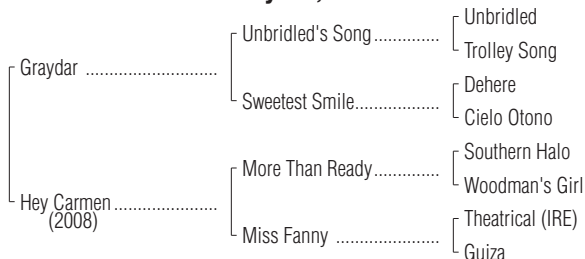 Unbridled
Unbridled's Song..............
Trolley Song
Graydar ............................
Dehere
Sweetest Smile..................
Cielo Otono
Southern Halo
More Than Ready..............
Woodman's Girl
Hey Carmen......................
(2008)
Theatrical (IRE)
Miss Fanny ......................
Guiza